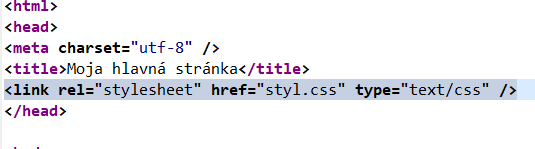 <html>
<head>
<meta charset="utf-8" />
<title>Moja hlavná stránka</title>
<link rel="stylesheet" href="styl.css" type="text/css" />
</head>